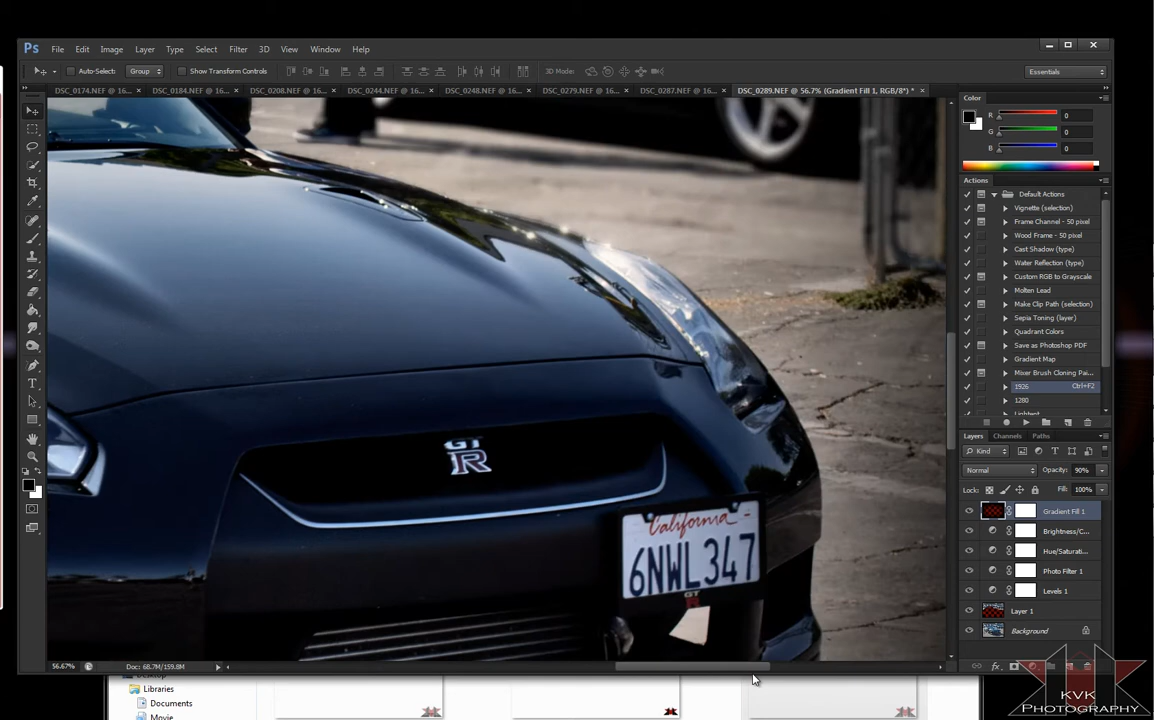 Ps File Edit Image Layer Type Select Filter 3D View Window Help
Auto-Select: Group Show Transform Controls 3D Mode: Essentials
DSC_0174.NEF @ 16... × DSC_0184.NEF @ 16... × DSC_0208.NEF @ 16... × DSC_0244.NEF @ 16... × DSC_0248.NEF @ 16... × DSC_0279.NEF @ 16... × DSC_0287.NEF @ 16... × DSC_0289.NEF @ 56.7% (Gradient Fill 1, RGB/8*) * ×
Color
R 0
G 0
B 0
Actions
Default Actions
Vignette (selection)
Frame Channel - 50 pixel
Wood Frame - 50 pixel
Cast Shadow (type)
Water Reflection (type)
Custom RGB to Grayscale
Molten Lead
Make Clip Path (selection)
Sepia Toning (layer)
Quadrant Colors
Save as Photoshop PDF
Gradient Map
Mixer Brush Cloning Pai...
1926 Ctrl+F2
1280
Lighten
GT
R
California
6NWL347
GT
R
Layers Channels Paths
Kind
Normal Opacity: 90%
Lock: Fill: 100%
Gradient Fill 1
Brightness/C...
Hue/Saturati...
Photo Filter 1
Levels 1
Layer 1
Background
56.67% Doc: 68.7M/159.8M
fx
Desktop
Libraries
Documents
Movie
KVK
PHOTOGRAPHY